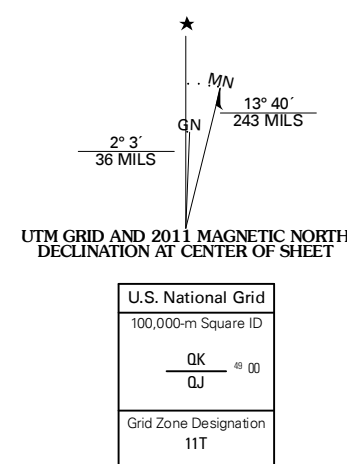 ★
MN
GN
13° 40´
243 MILS
2° 3´
36 MILS
UTM GRID AND 2011 MAGNETIC NORTH
DECLINATION AT CENTER OF SHEET
U.S. National Grid
100,000-m Square ID
QK
QJ
49 00
Grid Zone Designation
11T